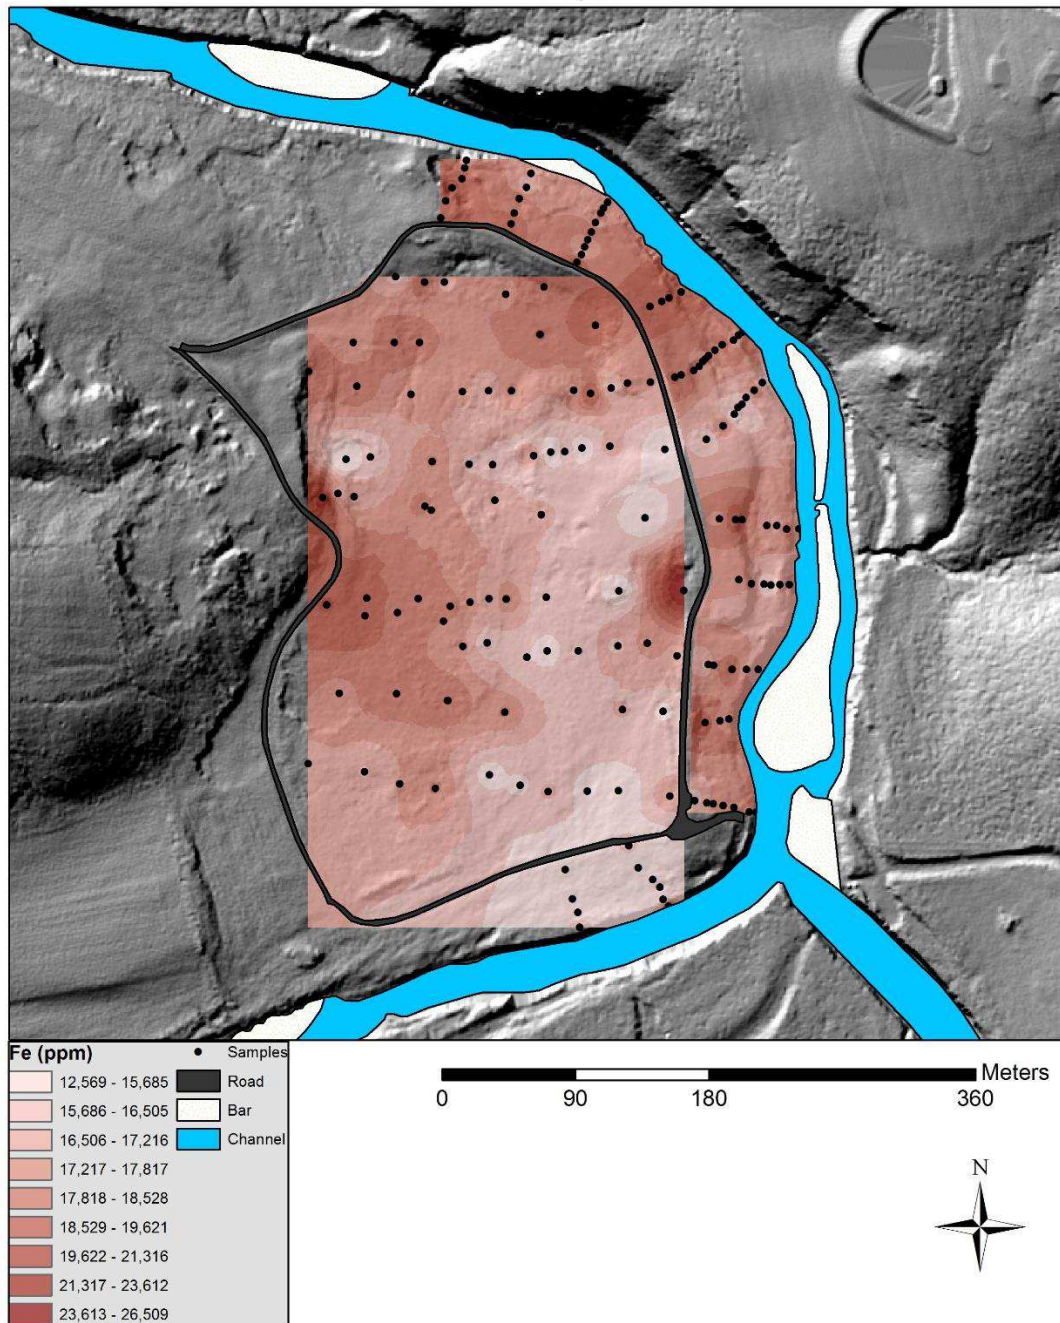 Fe (ppm)
12,569 - 15,685
15,686 - 16,505
16,506 - 17,216
17,217 - 17,817
17,818 - 18,528
18,529 - 19,621
19,622 - 21,316
21,317 - 23,612
23,613 - 26,509
Samples
Road
Bar
Channel
Meters
0 90 180 360
N